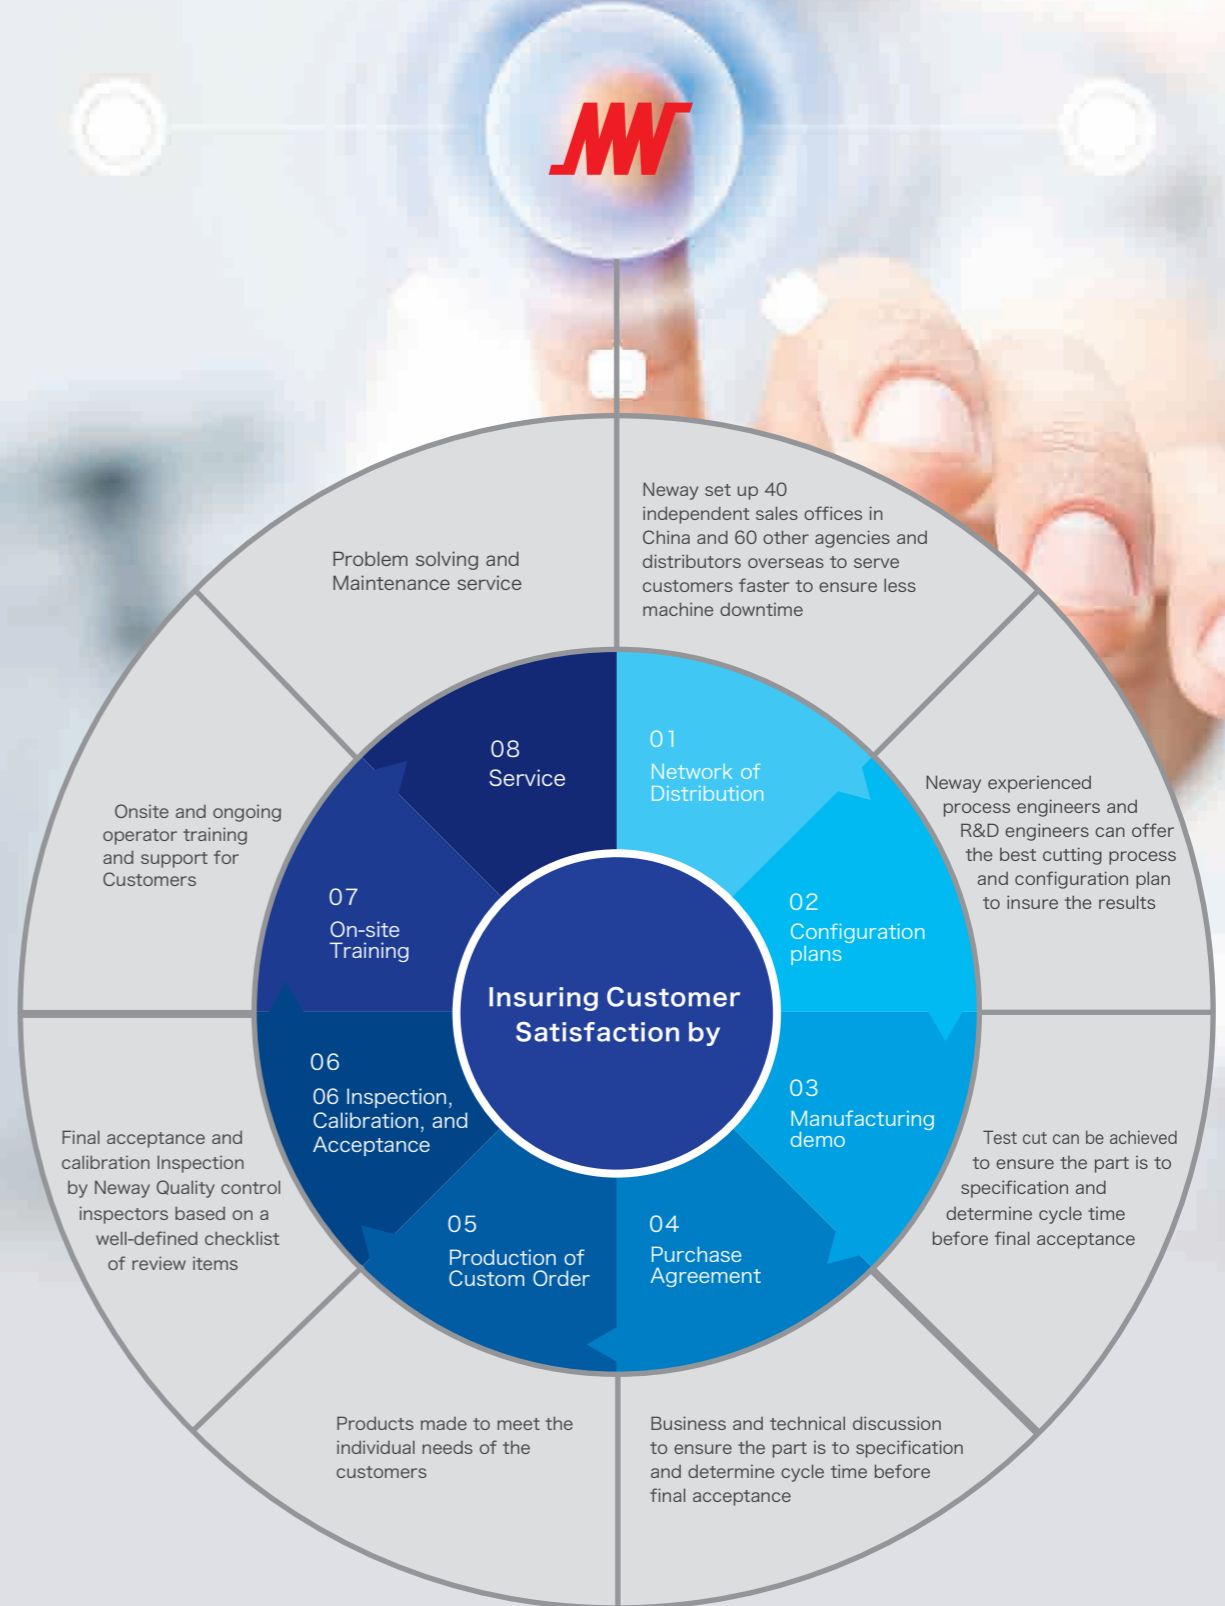 Neway set up 40
independent sales offices in
China and 60 other agencies and
distributors overseas to serve
customers faster to ensure less
machine downtime
Problem solving and
Maintenance service
01
Network of
Distribution
08
Service
Neway experienced
process engineers and
R&D engineers can offer
the best cutting process
and configuration plan
to insure the results
Onsite and ongoing
operator training
and support for
Customers
02
Configuration
plans
07
On-site
Training
Insuring Customer
Satisfaction by
03
Manufacturing
demo
06
06 Inspection,
Calibration, and
Acceptance
Test cut can be achieved
to ensure the part is to
specification and
determine cycle time
before final acceptance
Final acceptance and
calibration Inspection
by Neway Quality control
inspectors based on a
well-defined checklist
of review items
04
Purchase
Agreement
05
Production of
Custom Order
Business and technical discussion
to ensure the part is to specification
and determine cycle time before
final acceptance
Products made to meet the
individual needs of the
customers